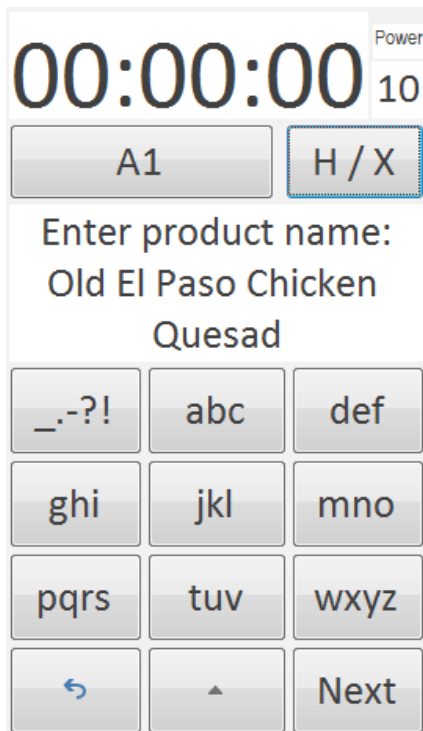 00:00:00
Power
10
A1
H / X
Enter product name:
Old El Paso Chicken
Quesad
_.-?!
abc
def
ghi
jkl
mno
pqrs
tuv
wxyz
Next